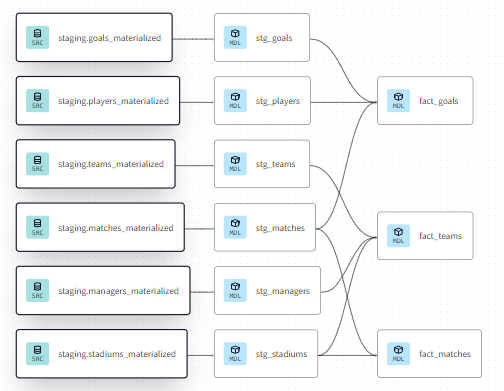 SRC
staging.goals_materialized
MDL
stg_goals
SRC
staging.players_materialized
MDL
stg_players
MDL
fact_goals
SRC
staging.teams_materialized
MDL
stg_teams
SRC
staging.matches_materialized
MDL
stg_matches
MDL
fact_teams
SRC
staging.managers_materialized
MDL
stg_managers
SRC
staging.stadiums_materialized
MDL
stg_stadiums
MDL
fact_matches